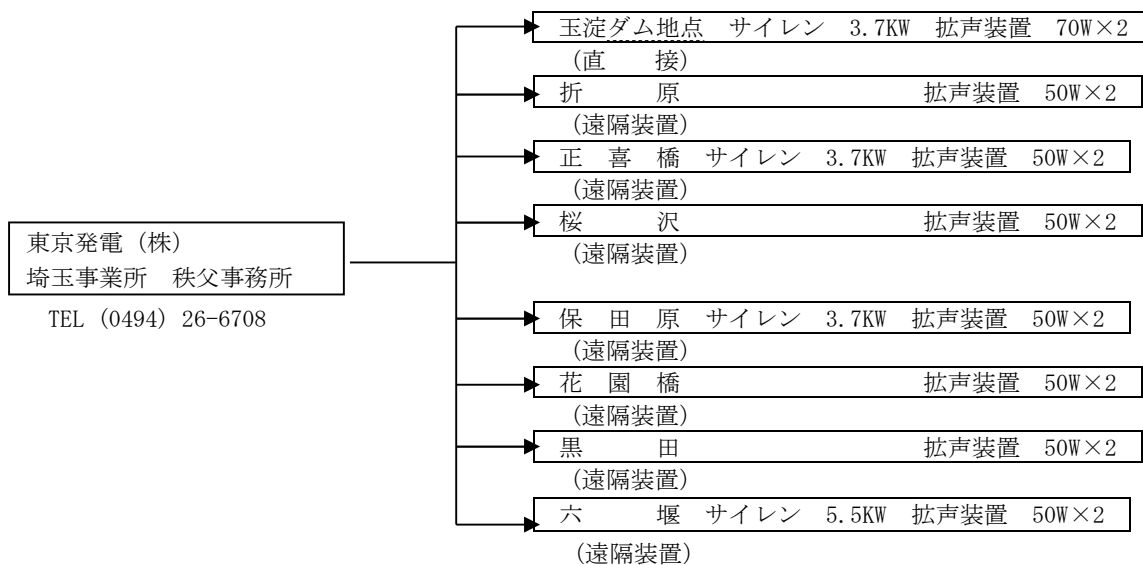 玉淀ダム地点　サイレン　3.7KW　拡声装置　70W×2
(直　　接)
折　　　原　　　　　　　　　　拡声装置　50W×2
(遠隔装置)
正　喜　橋　サイレン　3.7KW　拡声装置　50W×2
(遠隔装置)
桜　　　沢　　　　　　　　　　拡声装置　50W×2
(遠隔装置)
東京発電（株）
埼玉事業所　秩父事務所
TEL (0494) 26-6708
保　田　原　サイレン　3.7KW　拡声装置　50W×2
(遠隔装置)
花　園　橋　　　　　　　　　　拡声装置　50W×2
(遠隔装置)
黒　　　田　　　　　　　　　　拡声装置　50W×2
(遠隔装置)
六　　　堰　サイレン　5.5KW　拡声装置　50W×2
(遠隔装置)